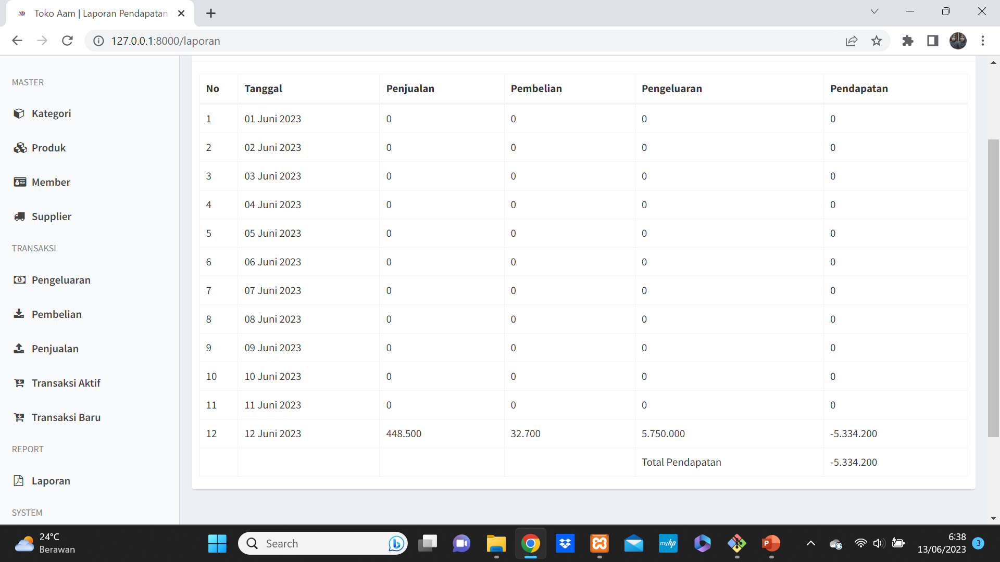 Toko Aam | Laporan Pendapatan
127.0.0.1:8000/laporan
MASTER
Kategori
Produk
Member
Supplier
TRANSAKSI
Pengeluaran
Pembelian
Penjualan
Transaksi Aktif
Transaksi Baru
REPORT
Laporan
SYSTEM
No Tanggal Penjualan Pembelian Pengeluaran Pendapatan
1 01 Juni 2023 0 0 0 0
2 02 Juni 2023 0 0 0 0
3 03 Juni 2023 0 0 0 0
4 04 Juni 2023 0 0 0 0
5 05 Juni 2023 0 0 0 0
6 06 Juni 2023 0 0 0 0
7 07 Juni 2023 0 0 0 0
8 08 Juni 2023 0 0 0 0
9 09 Juni 2023 0 0 0 0
10 10 Juni 2023 0 0 0 0
11 11 Juni 2023 0 0 0 0
12 12 Juni 2023 448.500 32.700 5.750.000 -5.334.200
Total Pendapatan -5.334.200
24°C
Berawan
Search
myhp
P
6:38
13/06/2023
3